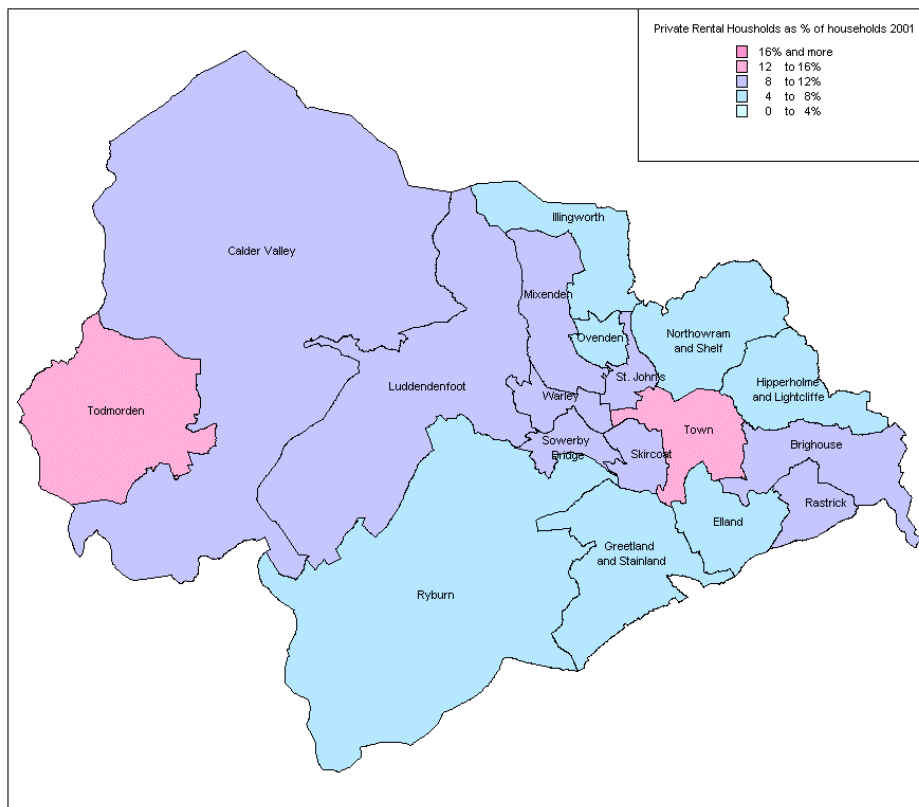 Private Rental Housholds as % of households 2001
16% and more
12 to 16%
8 to 12%
4 to 8%
0 to 4%
Illingworth
Calder Valley
Mixenden
Ovenden
Northowram
and Shelf
St. John's
Hipperholme
and Lightcliffe
Luddendenfoot
Warley
Todmorden
Town
Sowerby
Bridge
Skircoat
Brighouse
Rastrick
Elland
Greetland
and Stainland
Ryburn